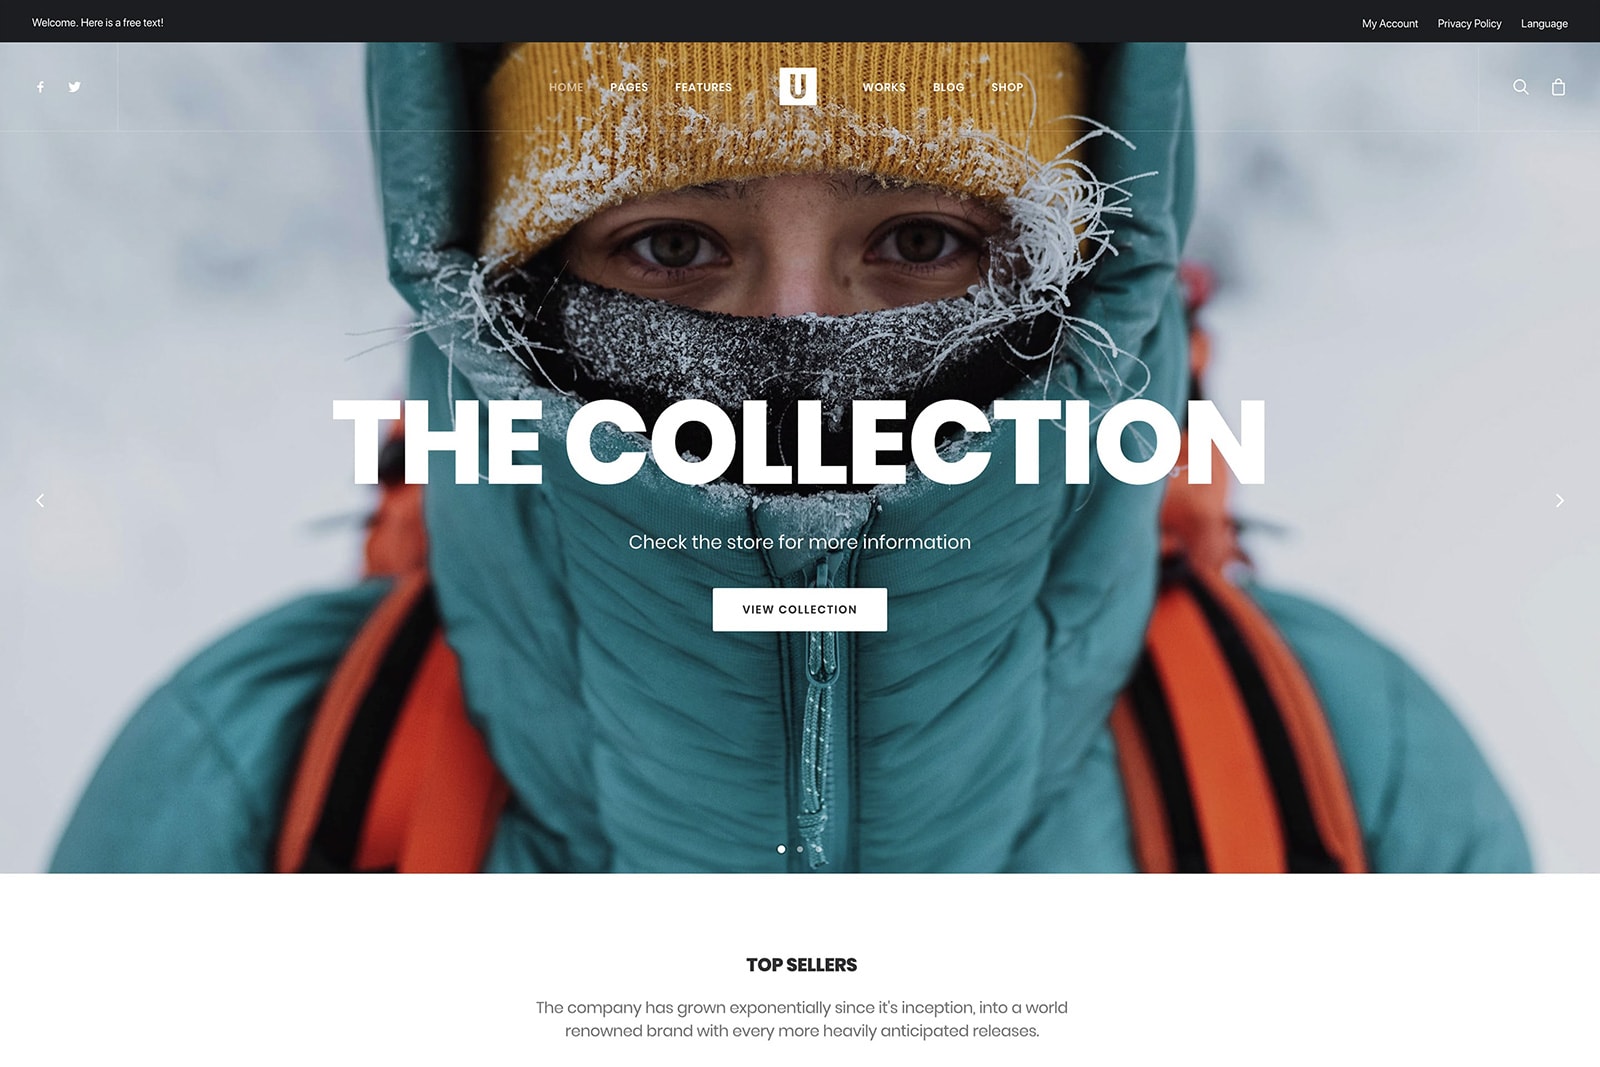 Welcome. Here is a free text!
My Account Privacy Policy Language
HOME PAGES FEATURES U WORKS BLOG SHOP
THE COLLECTION
Check the store for more information
VIEW COLLECTION
TOP SELLERS
The company has grown exponentially since it's inception, into a world
renowned brand with every more heavily anticipated releases.